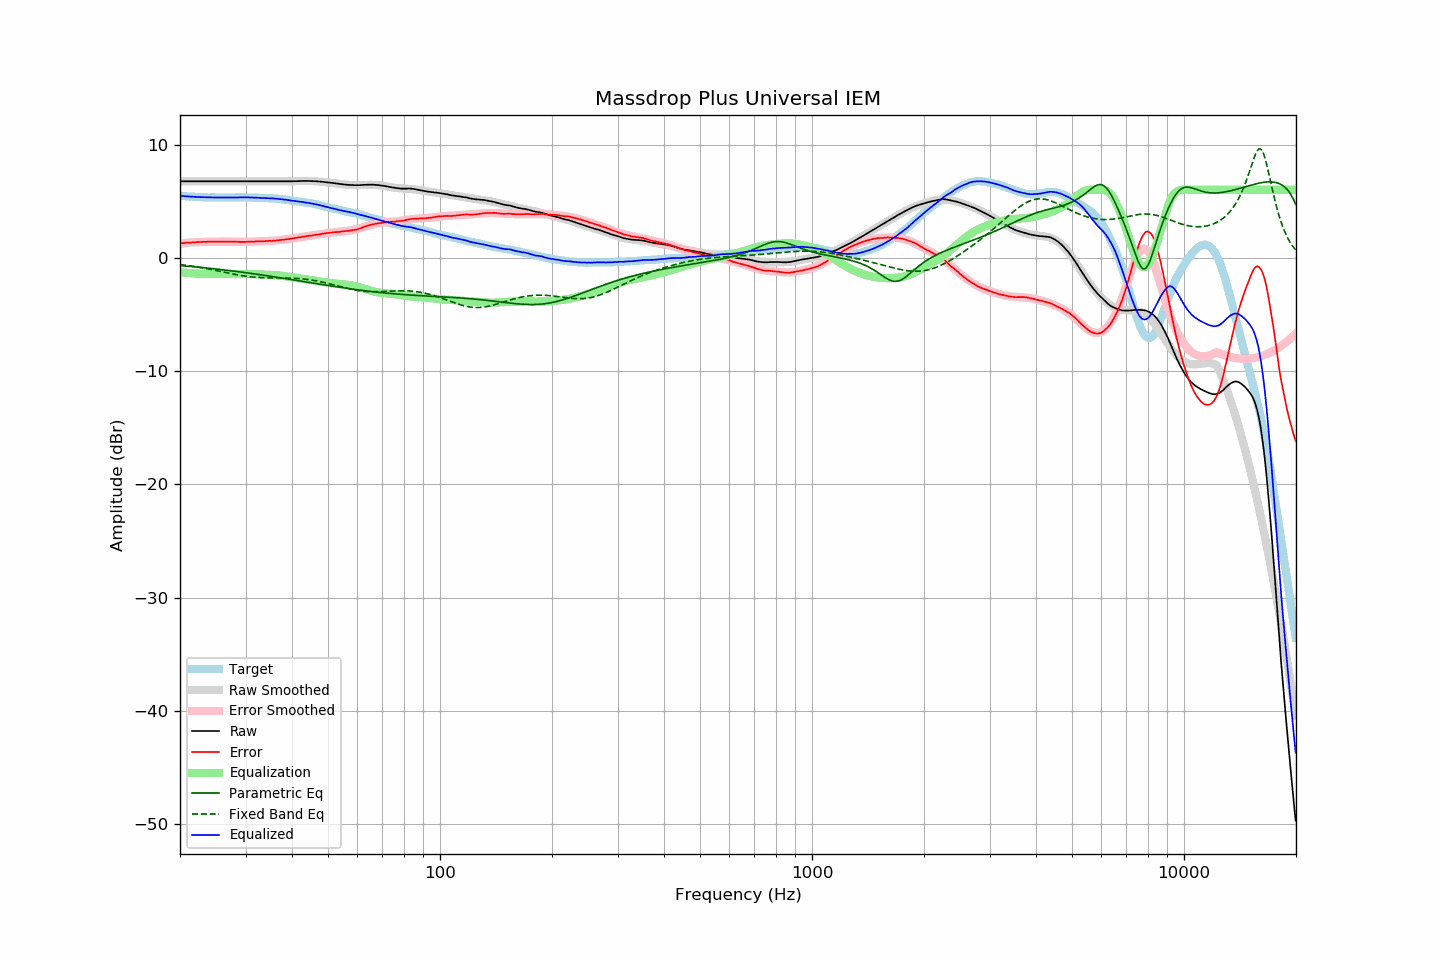 Massdrop Plus Universal IEM
10
0
−10
−20
−30
−40
−50
Amplitude (dBr)
Target
Raw Smoothed
Error Smoothed
Raw
Error
Equalization
Parametric Eq
Fixed Band Eq
Equalized
100
1000
10000
Frequency (Hz)